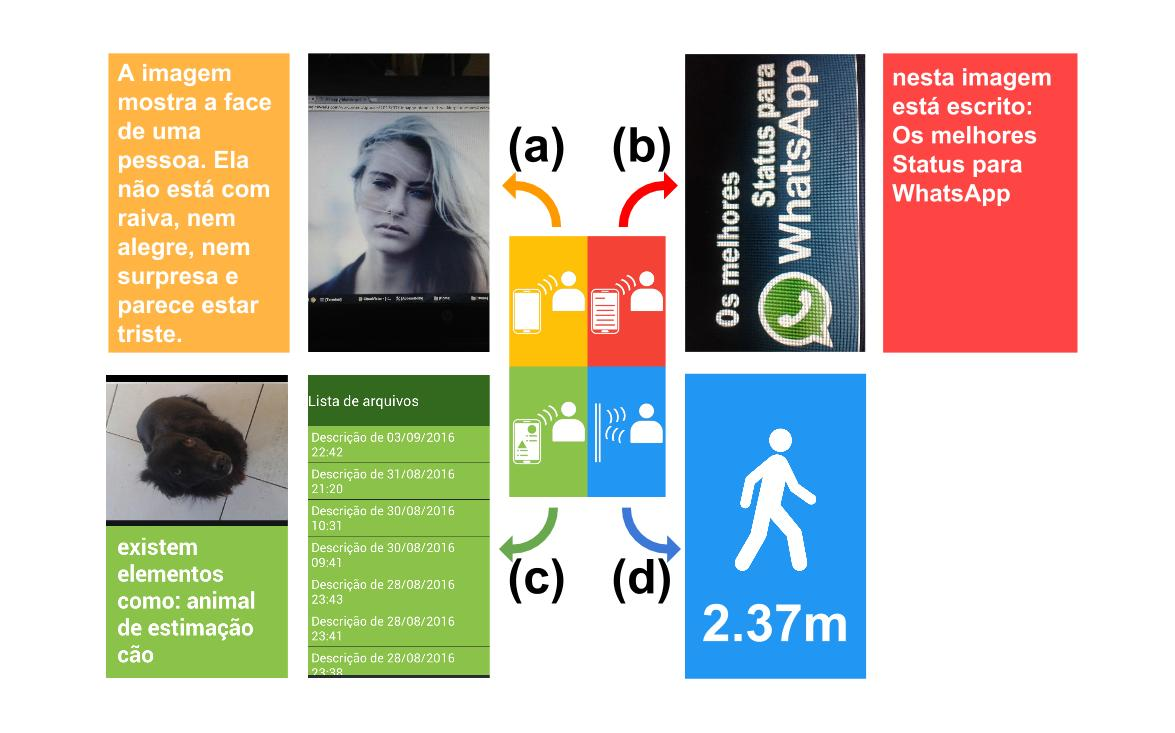 A imagem
mostra a face
de uma
pessoa. Ela
não está com
raiva, nem
alegre, nem
surpresa e
parece estar
triste.
(a)
(b)
Os melhores
Status para
WhatsApp
nesta imagem
está escrito:
Os melhores
Status para
WhatsApp
existem
elementos
como: animal
de estimação
cão
Lista de arquivos
Descrição de 03/09/2016
22:42
Descrição de 31/08/2016
21:20
Descrição de 30/08/2016
10:31
Descrição de 30/08/2016
09:41
Descrição de 28/08/2016
23:43
Descrição de 28/08/2016
23:41
Descrição de 28/08/2016
23:38
(c)
(d)
2.37m